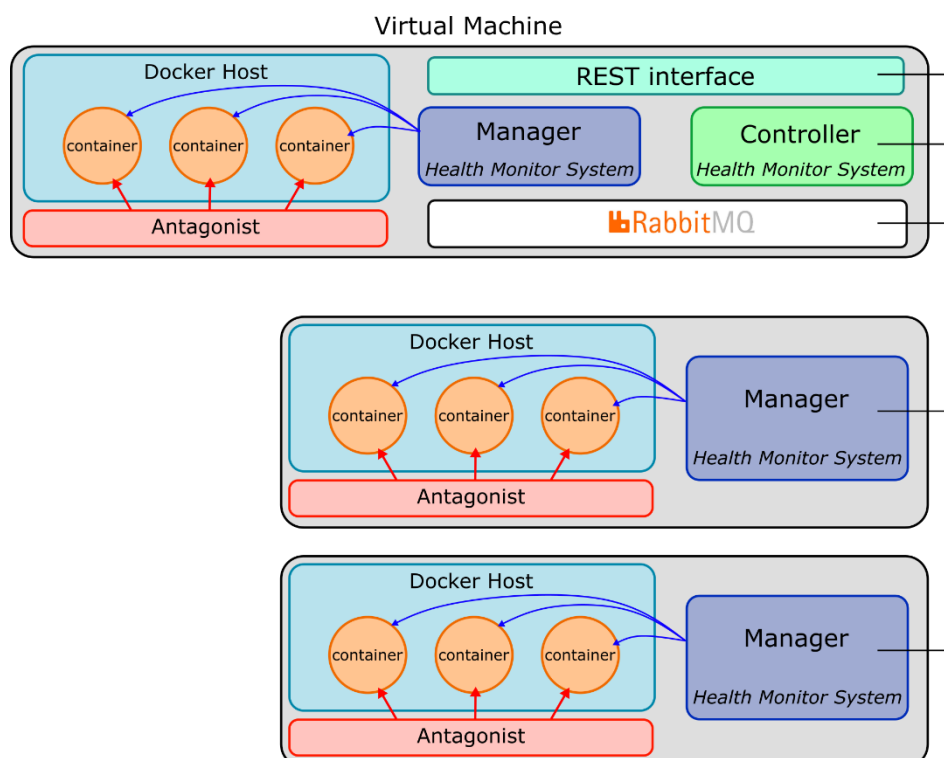 Virtual Machine
Docker Host
REST interface
container
container
container
Manager
Health Monitor System
Controller
Health Monitor System
Antagonist
RabbitMQ
Docker Host
container
container
container
Manager
Health Monitor System
Antagonist
Docker Host
container
container
container
Manager
Health Monitor System
Antagonist